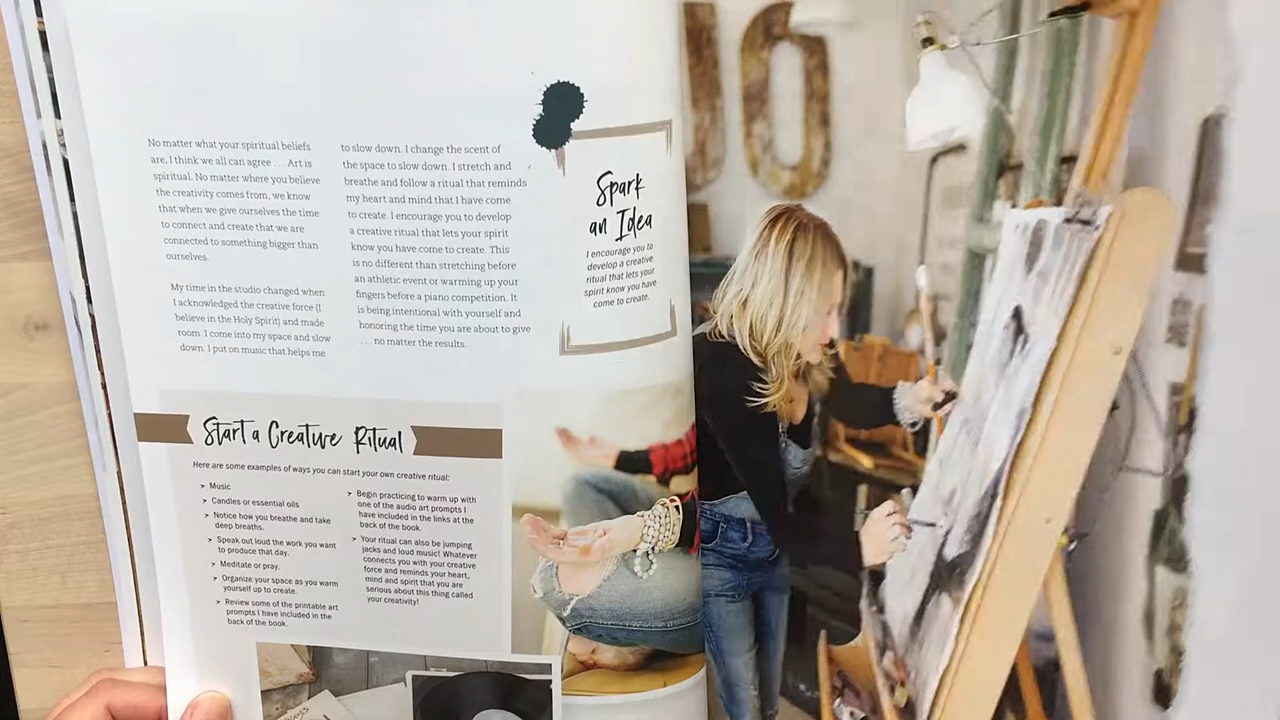 No matter what your spiritual beliefs
are, I think we all can agree . . . Art is
spiritual. No matter where you believe
the creativity comes from, we know
that when we give ourselves the time
to connect and create that we are
connected to something bigger than
ourselves.
My time in the studio changed when
I acknowledged the creative force (I
believe in the Holy Spirit) and made
room. I come into my space and slow
down. I put on music that helps me
to slow down. I change the scent of
the space to slow down. I stretch and
breathe and follow a ritual that reminds
my heart and mind that I have come
to create. I encourage you to develop
a creative ritual that lets your spirit
know you have come to create. This
is no different than stretching before
an athletic event or warming up your
fingers before a piano competition. It
is being intentional with yourself and
honoring the time you are about to give
. . . no matter the results.
Spark
an Idea
I encourage you to
develop a creative
ritual that lets your
spirit know you have
come to create.
Start a Creative Ritual
Here are some examples of ways you can start your own creative ritual:
➤ Music
➤ Candles or essential oils
➤ Notice how you breathe and take
deep breaths.
➤ Speak out loud the work you want
to produce that day.
➤ Meditate or pray.
➤ Organize your space as you warm
yourself up to create.
➤ Review some of the printable art
prompts I have included in the
back of the book.
➤ Begin practicing to warm up with
one of the audio art prompts I
have included in the links at the
back of the book.
➤ Your ritual can also be jumping
jacks and loud music! Whatever
connects you with your creative
force and reminds your heart,
mind and spirit that you are
serious about this thing called
your creativity!